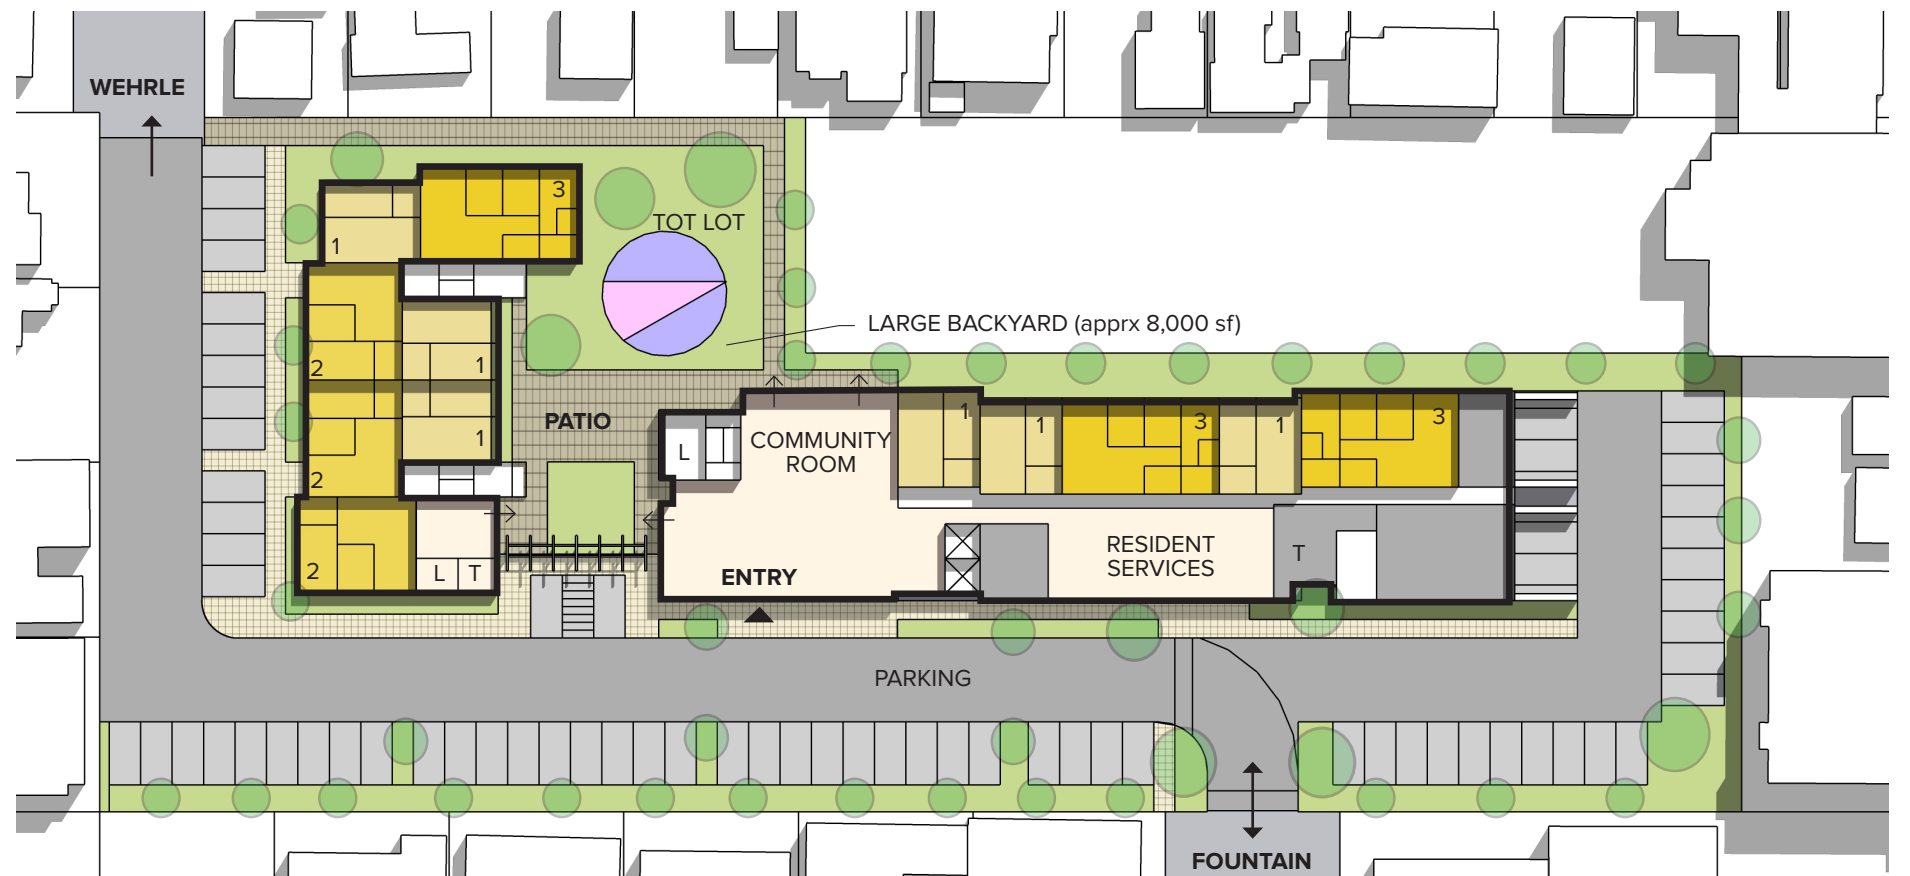 WEHRLE
3
TOT LOT
1
LARGE BACKYARD (apprx 8,000 sf)
2
1
PATIO
1
2
L
COMMUNITY
ROOM
1
1
3
1
3
2
L
T
ENTRY
RESIDENT
SERVICES
T
PARKING
FOUNTAIN